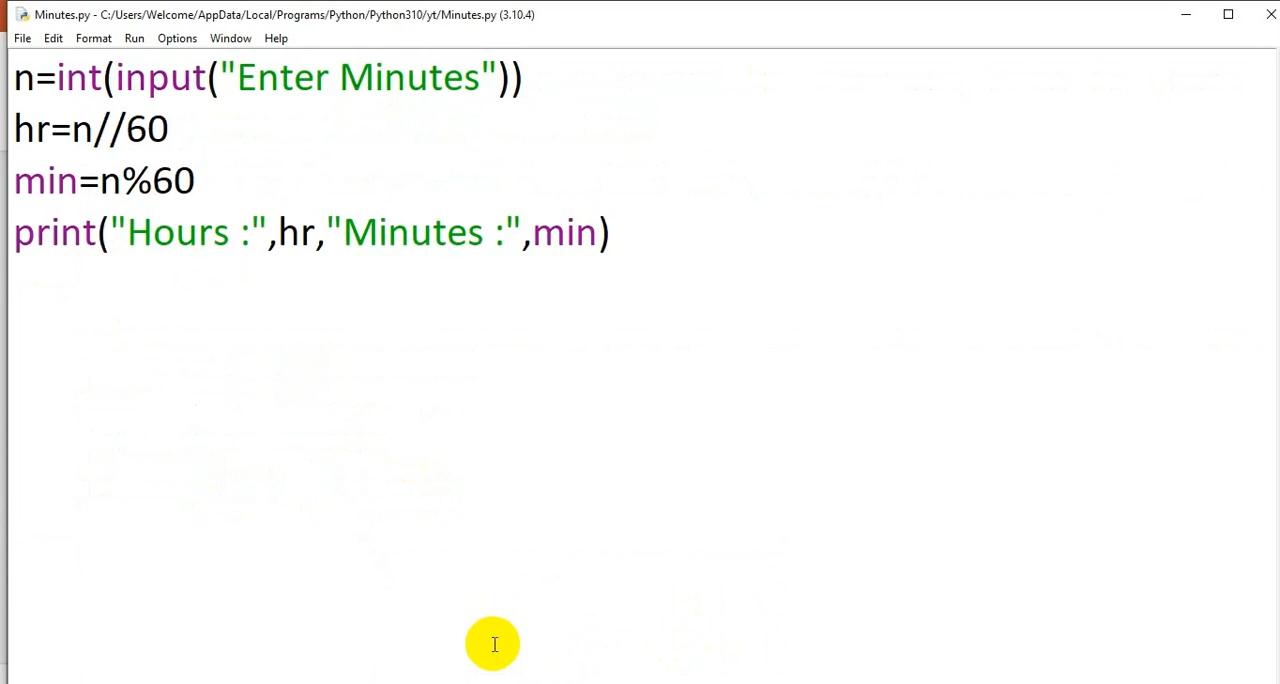 Minutes.py - C:/Users/Welcome/AppData/Local/Programs/Python/Python310/yt/Minutes.py (3.10.4)
File Edit Format Run Options Window Help
n=int(input("Enter Minutes"))
hr=n//60
min=n%60
print("Hours :",hr,"Minutes :",min)